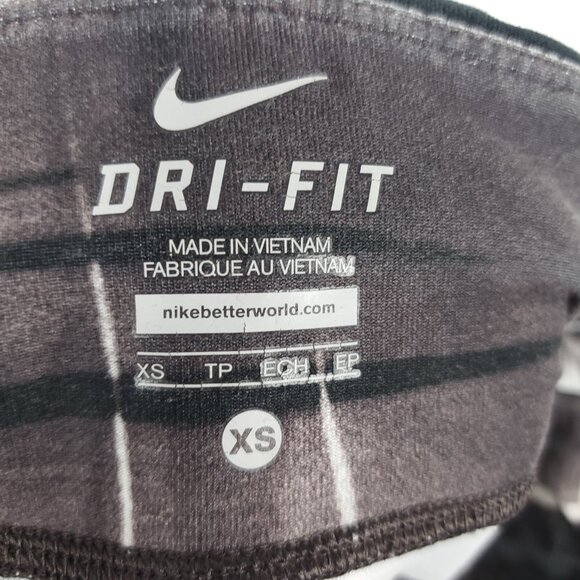 DRI-FIT
MADE IN VIETNAM
FABRIQUE AU VIETNAM
nikebetterworld.com
XS TP ECH EP
XS